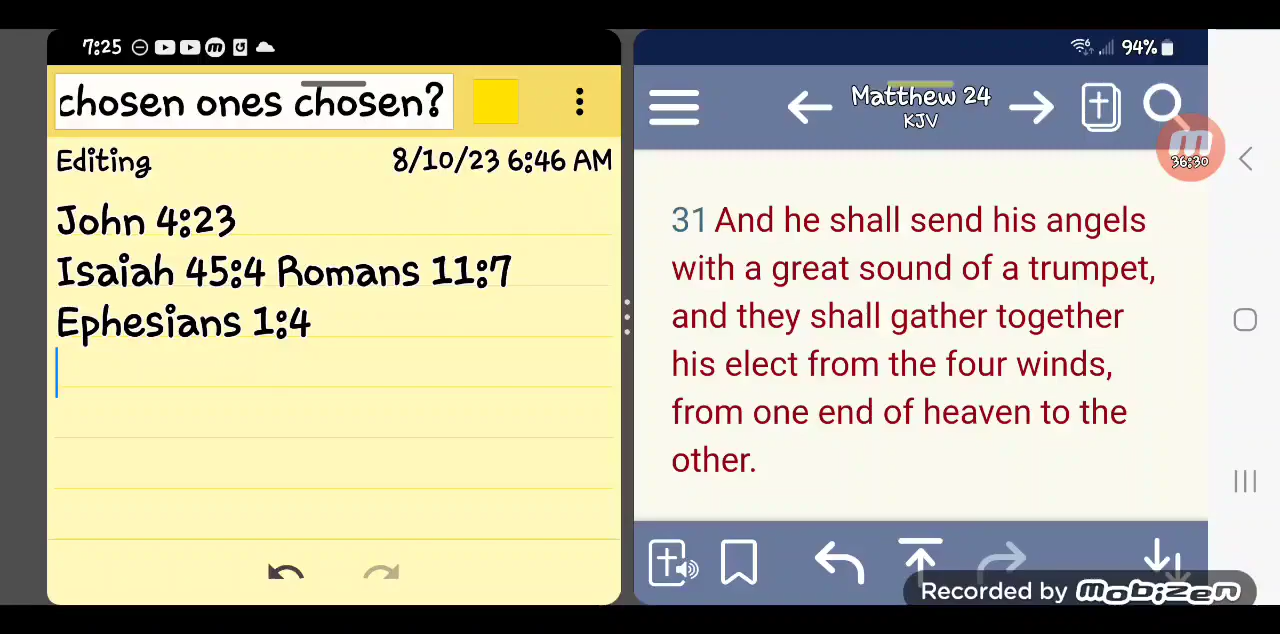 7:25
94%
chosen ones chosen?
Editing
8/10/23 6:46 AM
John 4:23
Isaiah 45:4 Romans 11:7
Ephesians 1:4
Matthew 24
KJV
36:30
31 And he shall send his angels
with a great sound of a trumpet,
and they shall gather together
his elect from the four winds,
from one end of heaven to the
other.
Recorded by mobizen